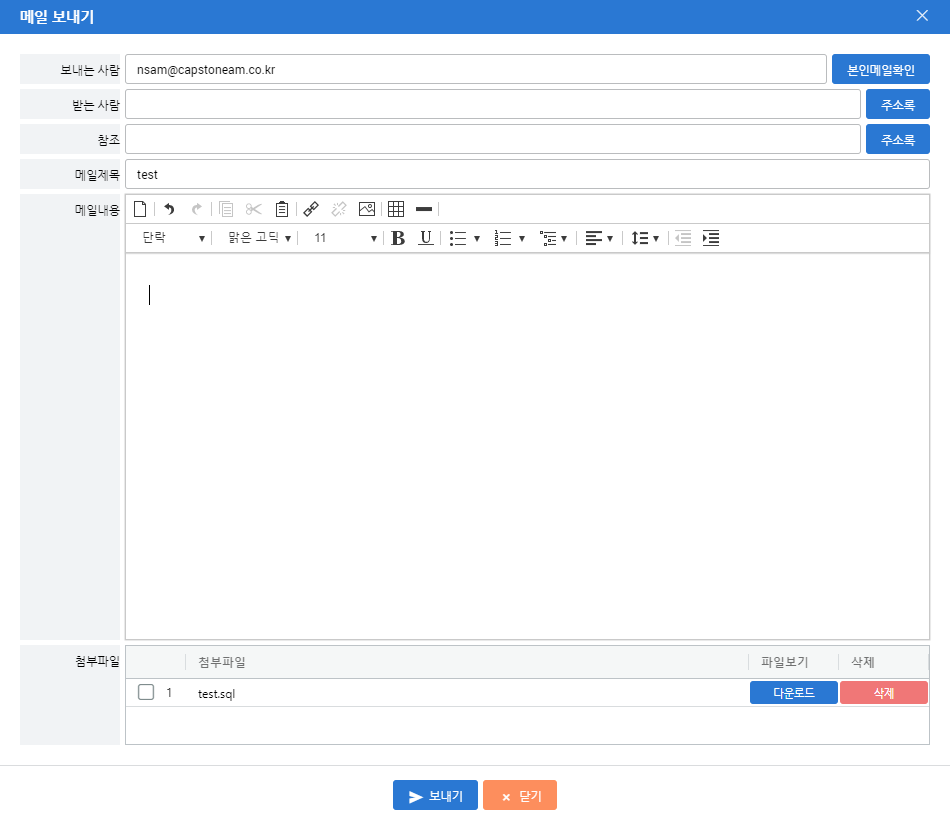 메일 보내기
보내는 사람 nsam@capstoneam.co.kr 본인메일확인
받는 사람 주소록
참조 주소록
메일제목 test
메일내용
단락 맑은 고딕 11 B U
첨부파일 첨부파일 파일보기 삭제
1 test.sql 다운로드 삭제
보내기 닫기